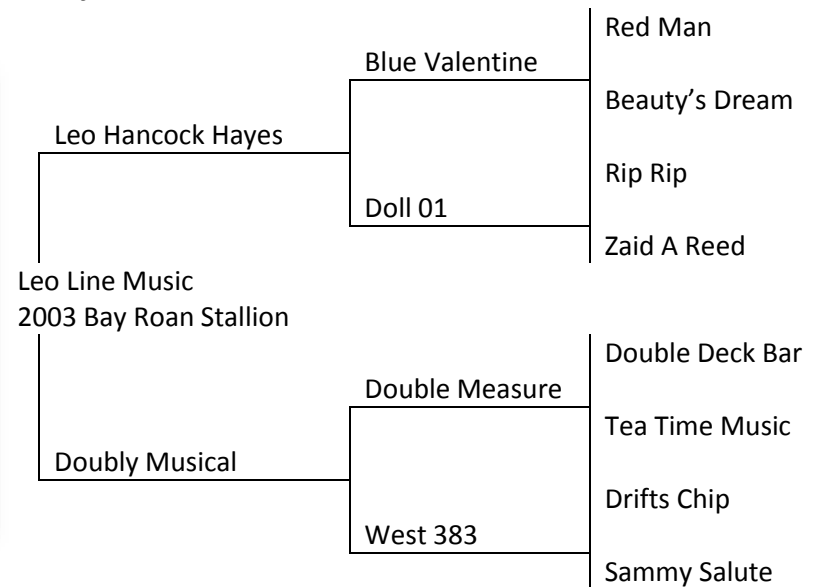 Red Man
Blue Valentine
Beauty's Dream
Leo Hancock Hayes
Rip Rip
Doll 01
Zaid A Reed
Leo Line Music
2003 Bay Roan Stallion
Double Deck Bar
Double Measure
Tea Time Music
Doubly Musical
Drifts Chip
West 383
Sammy Salute